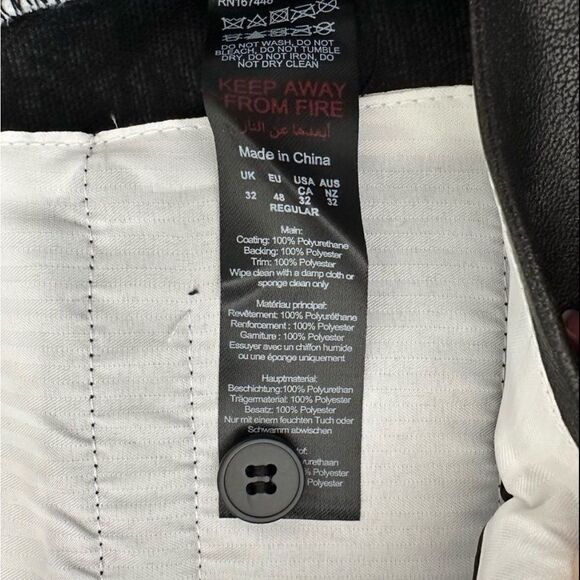 RN167448
DO NOT WASH, DO NOT
BLEACH, DO NOT TUMBLE
DRY, DO NOT IRON, DO
NOT DRY CLEAN
KEEP AWAY
FROM FIRE
أبعدها عن النار
Made in China
UK EU USA AUS
CA NZ
32 48 32 32
REGULAR
Main:
Coating: 100% Polyurethane
Backing: 100% Polyester
Trim: 100% Polyester
Wipe clean with a damp cloth or
sponge clean only
Matériau principal:
Revêtement: 100% Polyuréthane
Renforcement : 100% Polyester
Garniture : 100% Polyester
Essuyer avec un chiffon humide
ou une éponge uniquement
Hauptmaterial:
Beschichtung:100% Polyurethan
Trägermaterial: 100% Polyester
Besatz: 100% Polyester
Nur mit einem feuchten Tuch oder
Schwamm abwischen